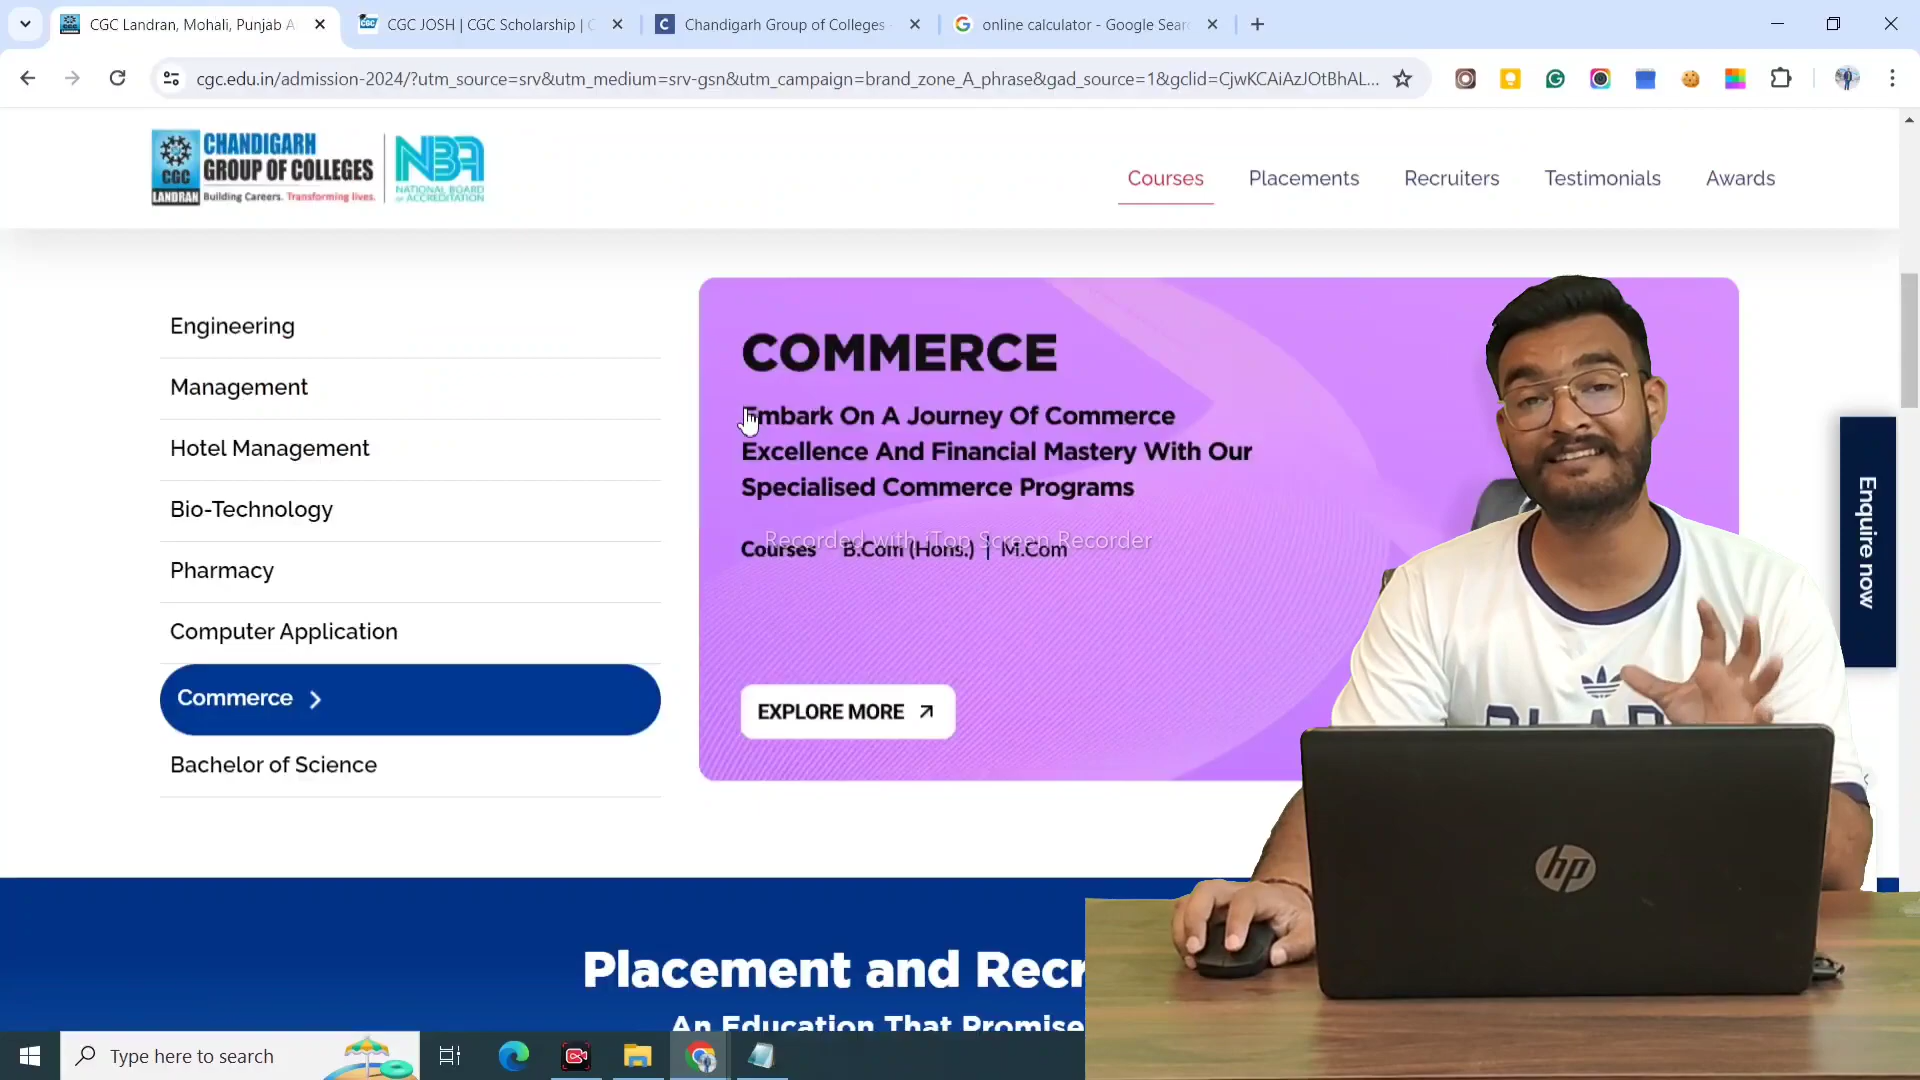 CGC Landran, Mohali, Punjab A
CGC JOSH | CGC Scholarship | C
Chandigarh Group of Colleges -
online calculator - Google Sear
cgc.edu.in/admission-2024/?utm_source=srv&utm_medium=srv-gsn&utm_campaign=brand_zone_A_phrase&gad_source=1&gclid=CjwKCAiAzJOtBhAL...
CHANDIGARH
GROUP OF COLLEGES
CGC
LANDRAN
Building Careers. Transforming lives.
NBA
NATIONAL BOARD
OF ACCREDITATION
Courses
Placements
Recruiters
Testimonials
Awards
Engineering
Management
Hotel Management
Bio-Technology
Pharmacy
Computer Application
Commerce
Bachelor of Science
COMMERCE
Embark On A Journey Of Commerce
Excellence And Financial Mastery With Our
Specialised Commerce Programs
Recorded with iTop Screen Recorder
Courses B.Com (Hons.) | M.Com
EXPLORE MORE
Enquire now
hp
Placement and Recr
An Education That Promise
Type here to search